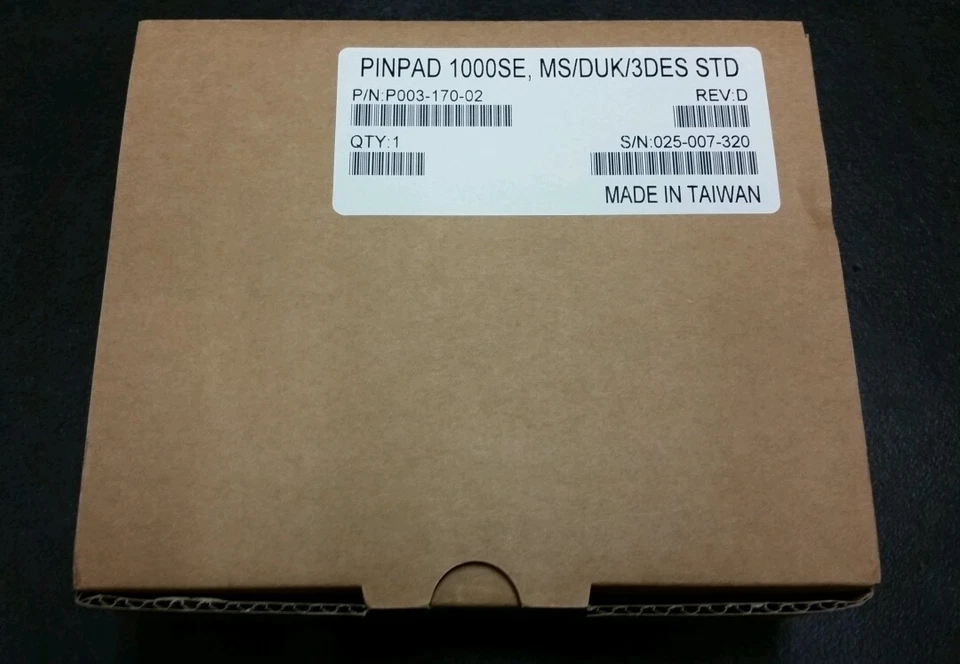 PINPAD 1000SE, MS/DUK/3DES STD
P/N:P003-170-02 REV:D
QTY:1 S/N:025-007-320
MADE IN TAIWAN